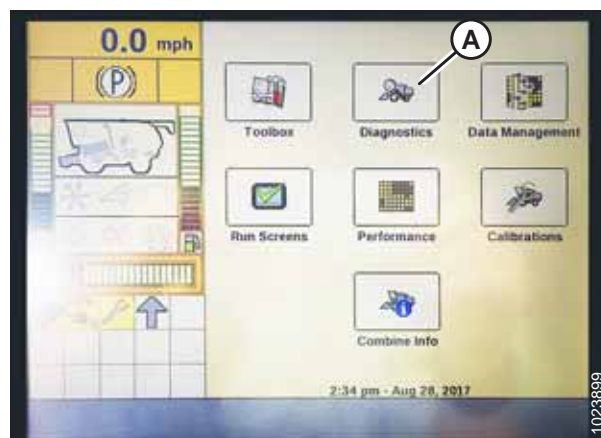 0.0 mph
A
(P)
Toolbox
Diagnostics
Data Management
Run Screens
Performance
Calibrations
Combine Info
2:34 pm - Aug 28, 2017
1023899